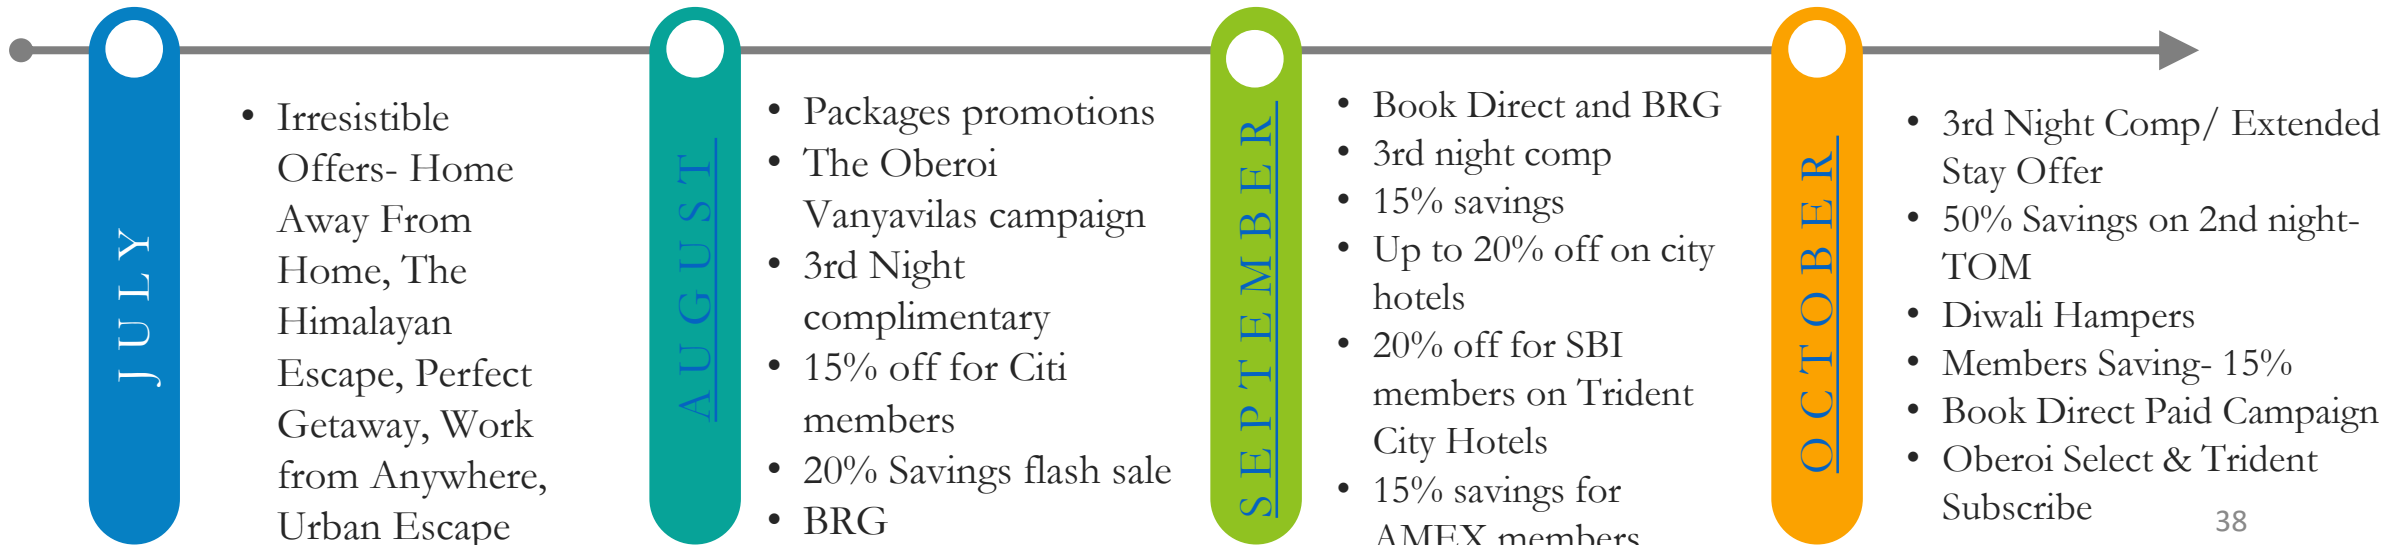 JULY
• Irresistible
Offers- Home
Away From
Home, The
Himalayan
Escape, Perfect
Getaway, Work
from Anywhere,
Urban Escape
AUGUST
• Packages promotions
• The Oberoi
Vanyavilas campaign
• 3rd Night
complimentary
• 15% off for Citi
members
• 20% Savings flash sale
• BRG
SEPTEMBER
• Book Direct and BRG
• 3rd night comp
• 15% savings
• Up to 20% off on city
hotels
• 20% off for SBI
members on Trident
City Hotels
• 15% savings for
AMEX members
OCTOBER
• 3rd Night Comp/ Extended
Stay Offer
• 50% Savings on 2nd night-
TOM
• Diwali Hampers
• Members Saving- 15%
• Book Direct Paid Campaign
• Oberoi Select & Trident
Subscribe
38